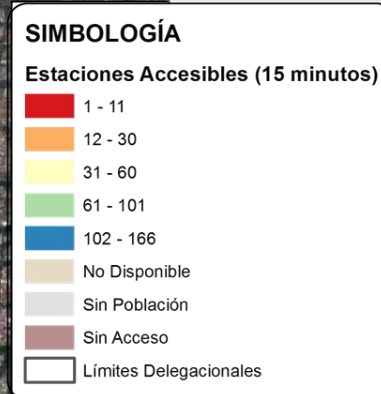 SIMBOLOGÍA
Estaciones Accesibles (15 minutos)
1 - 11
12 - 30
31 - 60
61 - 101
102 - 166
No Disponible
Sin Población
Sin Acceso
Límites Delegacionales